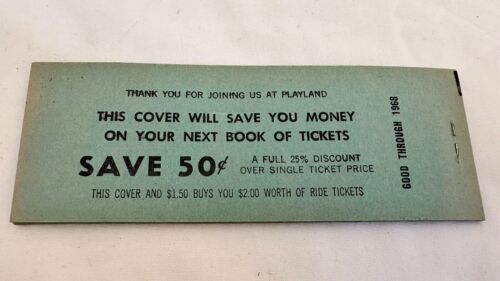 THANK YOU FOR JOINING US AT PLAYLAND
THIS COVER WILL SAVE YOU MONEY
ON YOUR NEXT BOOK OF TICKETS
SAVE 50¢
A FULL 25% DISCOUNT
OVER SINGLE TICKET PRICE
THIS COVER AND $1.50 BUYS YOU $2.00 WORTH OF RIDE TICKETS
GOOD THROUGH 1968